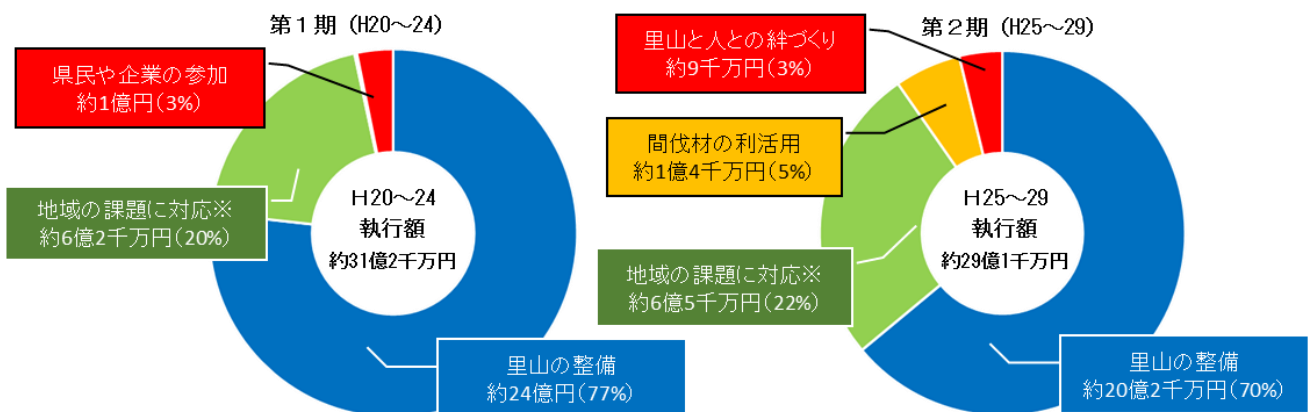 第１期（H20～24）
県民や企業の参加
約1億円（3%）
地域の課題に対応※
約6億2千万円（20%）
Ｈ20～24
執行額
約31億2千万円
里山の整備
約24億円（77%）
第２期（H25～29）
里山と人との絆づくり
約9千万円（3%）
間伐材の利活用
約1億4千万円（5%）
地域の課題に対応※
約6億5千万円（22%）
Ｈ25～29
執行額
約29億1千万円
里山の整備
約20億2千万円（70%）